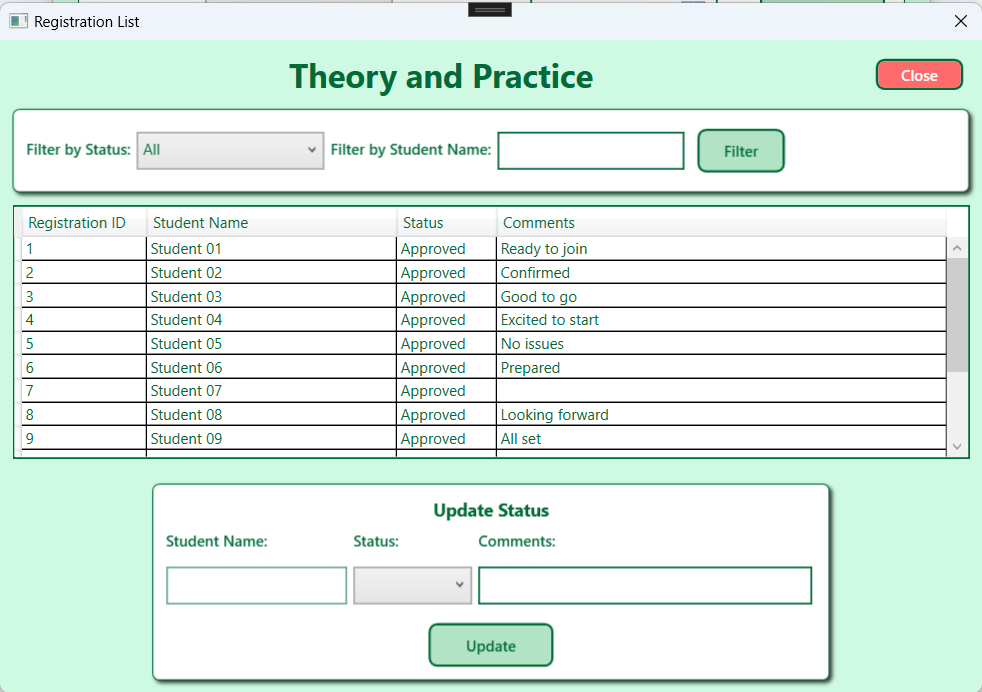 Registration List
Theory and Practice
Close
Filter by Status: All Filter by Student Name: Filter
Registration ID Student Name Status Comments
1 Student 01 Approved Ready to join
2 Student 02 Approved Confirmed
3 Student 03 Approved Good to go
4 Student 04 Approved Excited to start
5 Student 05 Approved No issues
6 Student 06 Approved Prepared
7 Student 07 Approved
8 Student 08 Approved Looking forward
9 Student 09 Approved All set
Update Status
Student Name: Status: Comments:
Update